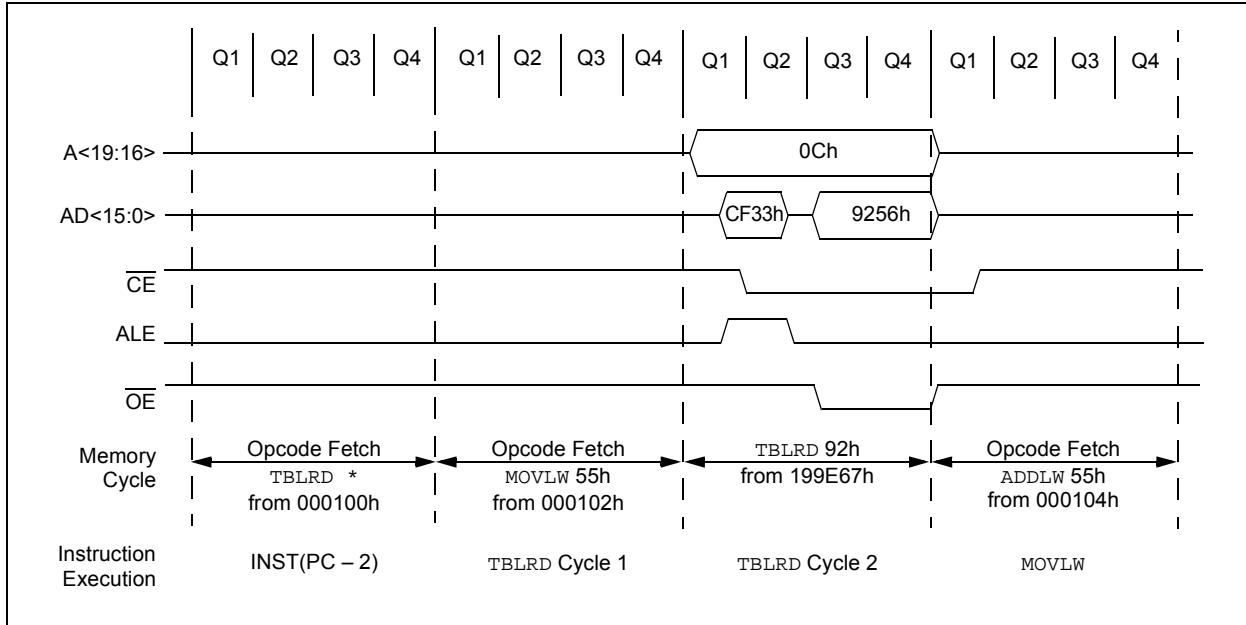 Q1 Q2 Q3 Q4 Q1 Q2 Q3 Q4 Q1 Q2 Q3 Q4 Q1 Q2 Q3 Q4
A<19:16> 0Ch
AD<15:0> CF33h 9256h
CE
ALE
OE
Memory Cycle
Opcode Fetch
TBLRD *
from 000100h
Opcode Fetch
MOVLW 55h
from 000102h
TBLRD 92h
from 199E67h
Opcode Fetch
ADDLW 55h
from 000104h
Instruction
Execution
INST(PC – 2) TBLRD Cycle 1 TBLRD Cycle 2 MOVLW